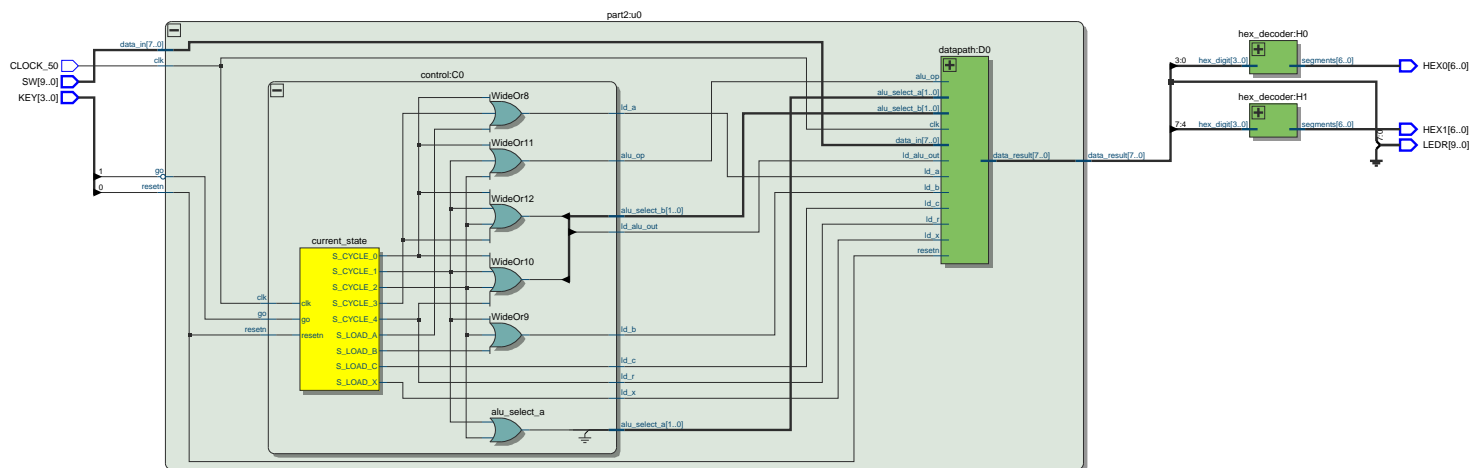 part2:u0
data_in[7..0]
clk
CLOCK_50
SW[9..0]
KEY[3..0]
1
go
0
resetn
control:C0
WideOr8
WideOr11
WideOr12
WideOr10
WideOr9
alu_select_a
current_state
S_CYCLE_0
S_CYCLE_1
S_CYCLE_2
S_CYCLE_3
S_CYCLE_4
S_LOAD_A
S_LOAD_B
S_LOAD_C
S_LOAD_X
clk
go
resetn
clk
go
resetn
ld_a
alu_op
alu_select_b[1..0]
ld_alu_out
ld_b
ld_c
ld_r
ld_x
alu_select_a[1..0]
datapath:D0
alu_op
alu_select_a[1..0]
alu_select_b[1..0]
clk
data_in[7..0]
ld_alu_out
ld_a
ld_b
ld_c
ld_r
ld_x
resetn
data_result[7..0]
data_result[7..0]
hex_decoder:H0
3:0
hex_digit[3..0]
segments[6..0]
HEX0[6..0]
hex_decoder:H1
7:4
hex_digit[3..0]
segments[6..0]
HEX1[6..0]
7:0
LEDR[9..0]